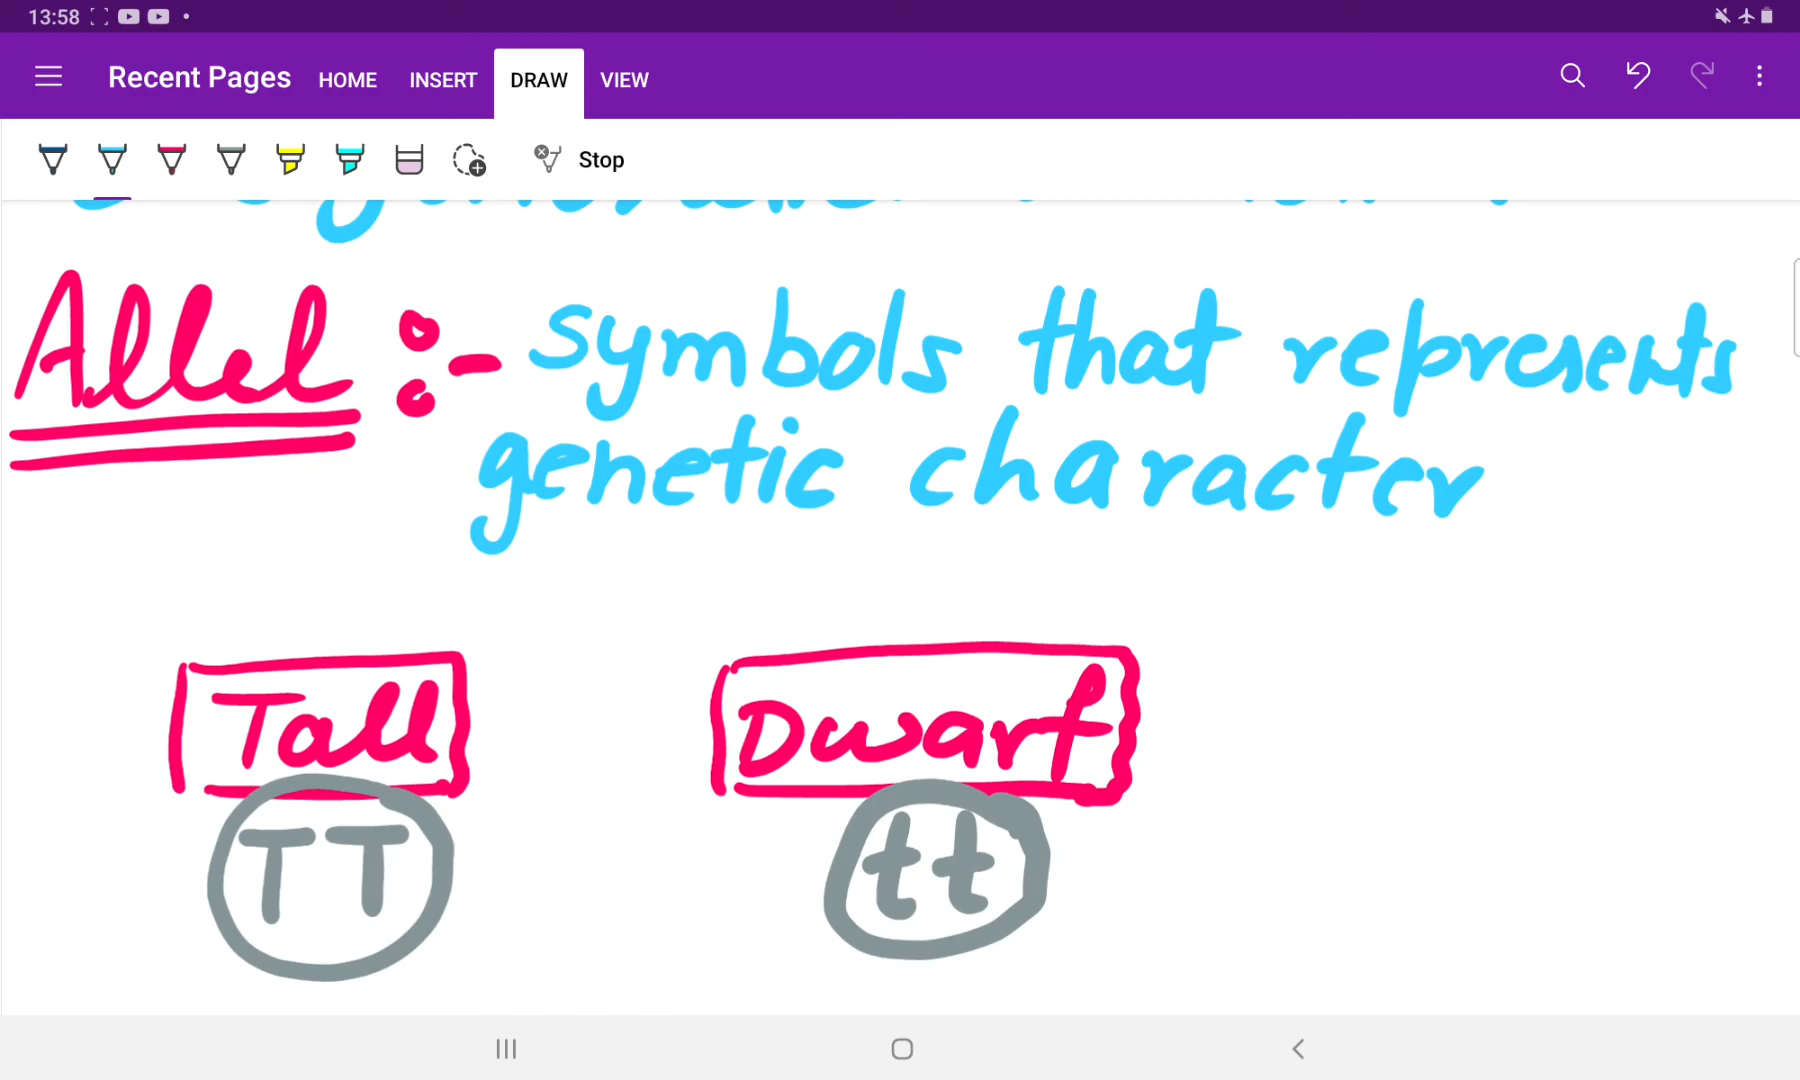 13:58
Recent Pages HOME INSERT DRAW VIEW
Stop
Allel :- symbols that represents
genetic character
Tall Dwarf
TT tt